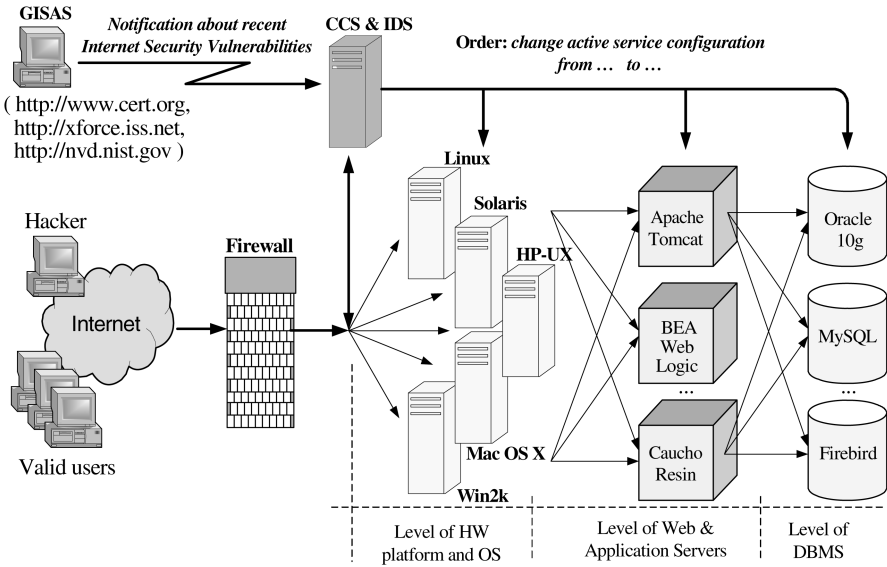 GISAS
Notification about recent
Internet Security Vulnerabilities
CCS & IDS
Order: change active service configuration
from … to …
( http://www.cert.org,
http://xforce.iss.net,
http://nvd.nist.gov )
Linux
Solaris
HP-UX
Mac OS X
Win2k
Hacker
Internet
Valid users
Firewall
Apache
Tomcat
BEA
Web
Logic
...
Caucho
Resin
Oracle
10g
MySQL
...
Firebird
Level of HW
platform and OS
Level of Web &
Application Servers
Level of
DBMS